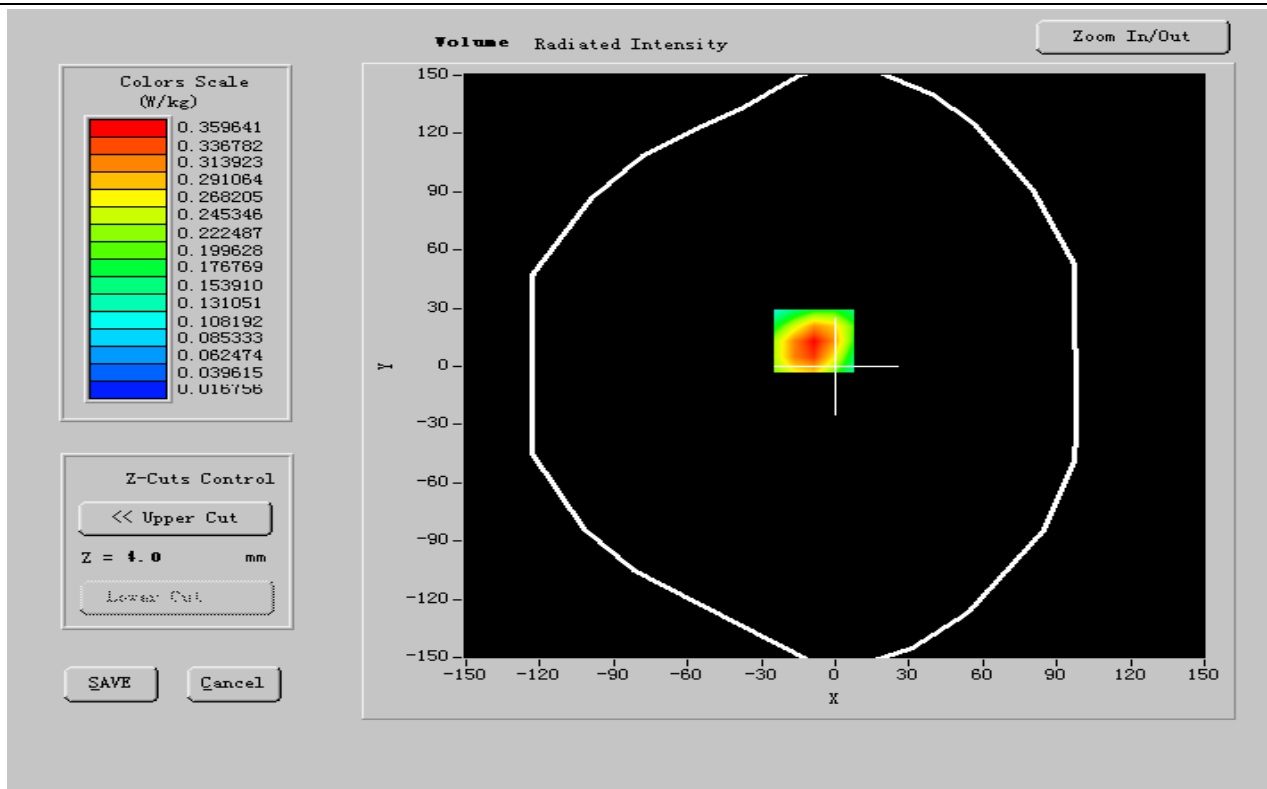 Volume Radiated Intensity
Zoom In/Out
Colors Scale
(W/kg)
0.359641
0.336782
0.313923
0.291064
0.268205
0.245346
0.222487
0.199628
0.176769
0.153910
0.131051
0.108192
0.085333
0.062474
0.039615
0.016756
Z-Cuts Control
<< Upper Cut
Z = 4.0 mm
Lower Cut
SAVE
Cancel
150
120
90
60
30
0
-30
-60
-90
-120
-150
Y
-150 -120 -90 -60 -30 0 30 60 90 120 150
X